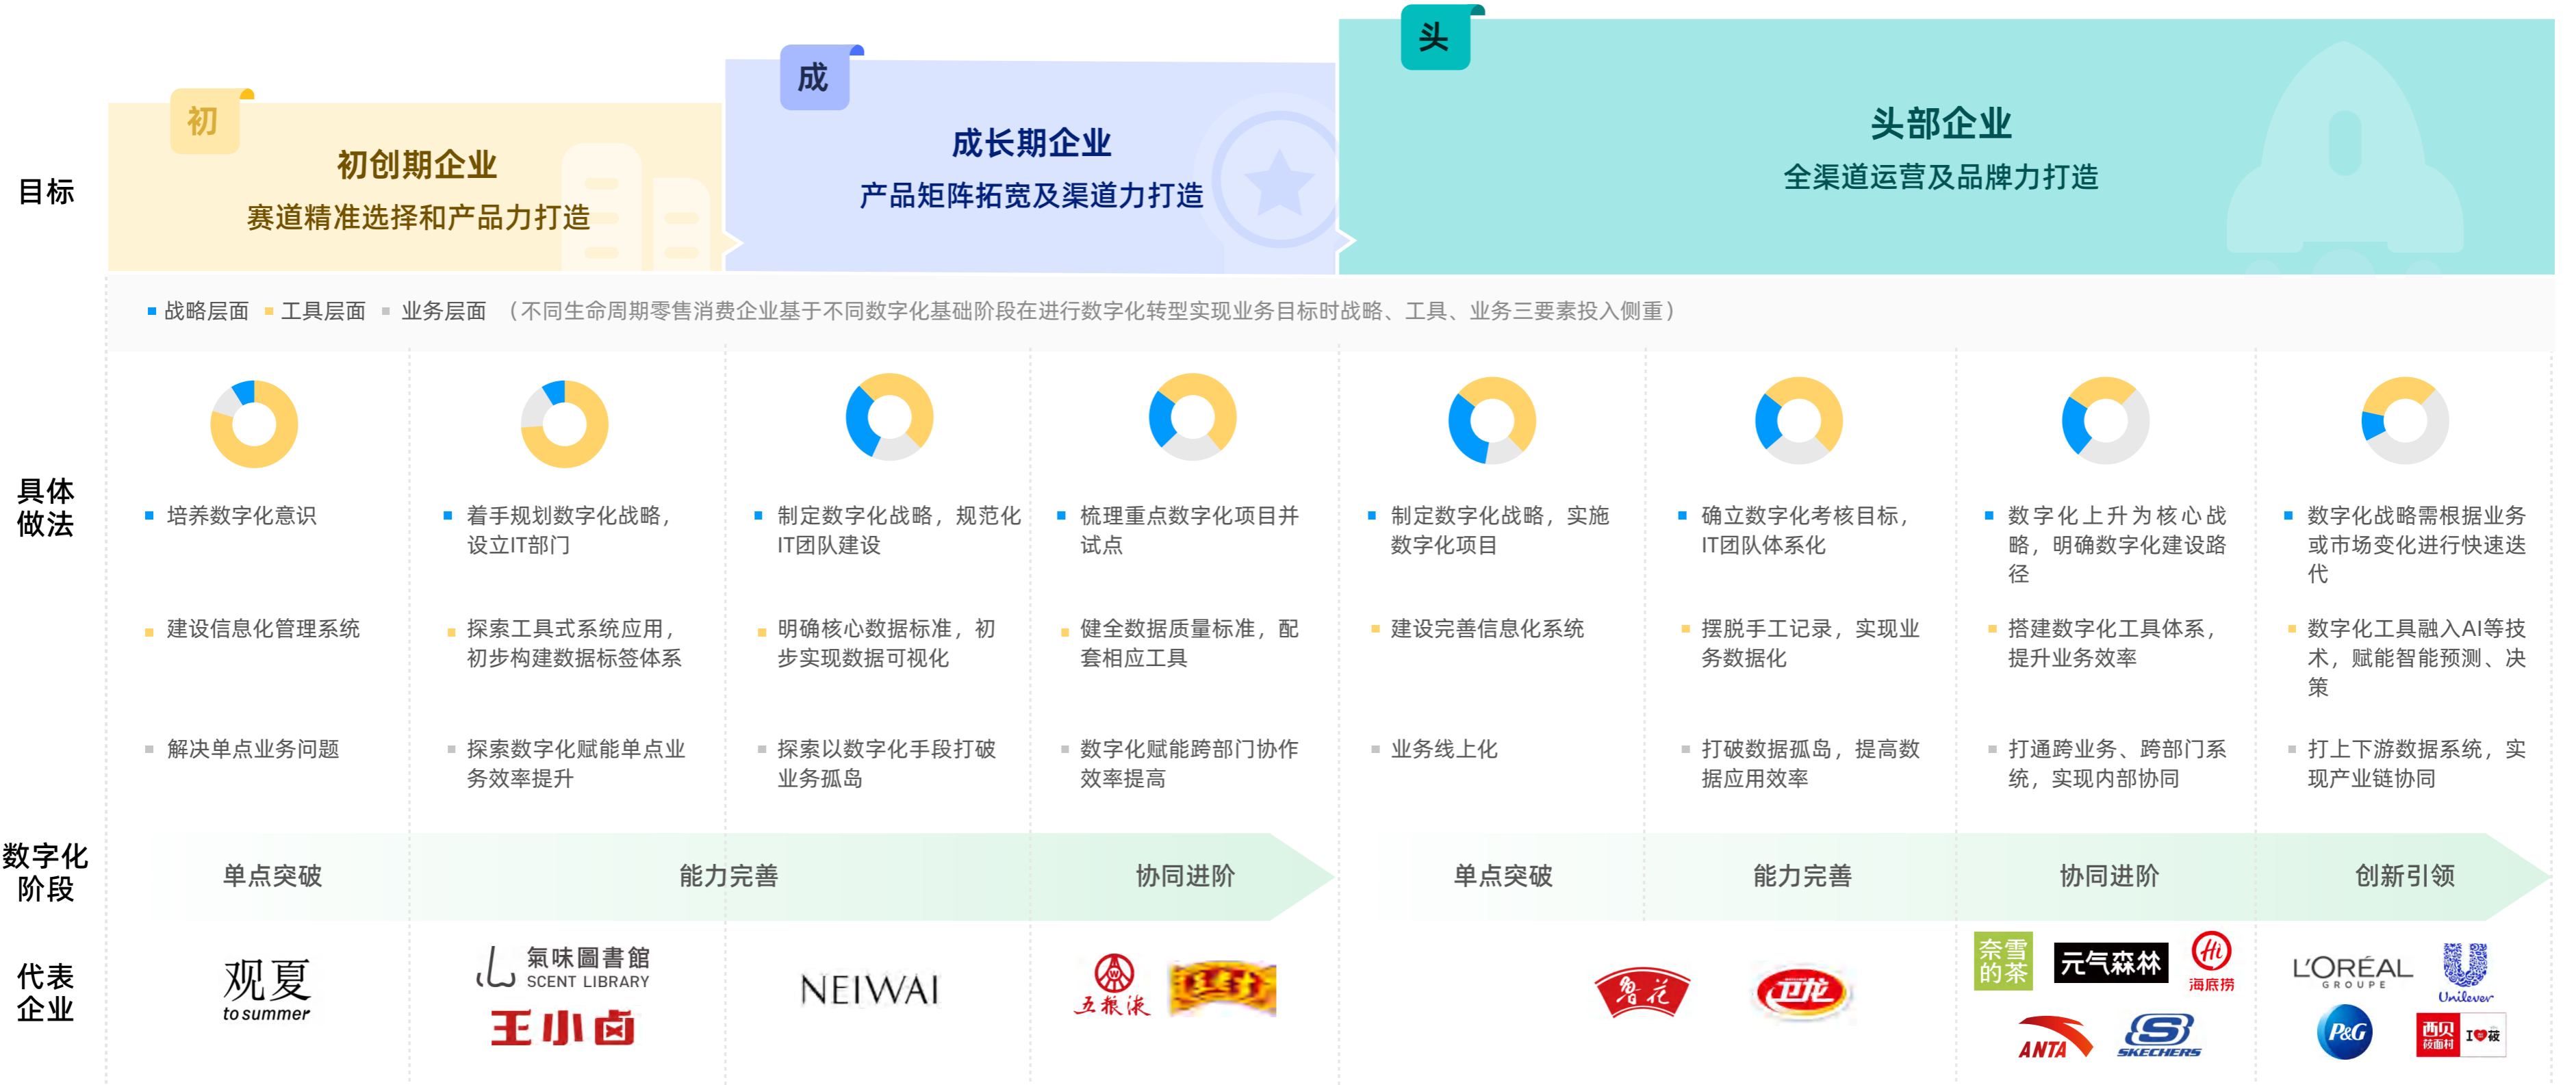 初
成
头
目标
初创期企业
赛道精准选择和产品力打造
成长期企业
产品矩阵拓宽及渠道力打造
头部企业
全渠道运营及品牌力打造
战略层面 工具层面 业务层面 （不同生命周期零售消费企业基于不同数字化基础阶段在进行数字化转型实现业务目标时战略、工具、业务三要素投入侧重）
具体
做法
培养数字化意识
建设信息化管理系统
解决单点业务问题
着手规划数字化战略，
设立IT部门
探索工具式系统应用，
初步构建数据标签体系
探索数字化赋能单点业
务效率提升
制定数字化战略，规范化
IT团队建设
明确核心数据标准，初
步实现数据可视化
探索以数字化手段打破
业务孤岛
梳理重点数字化项目并
试点
健全数据质量标准，配
套相应工具
数字化赋能跨部门协作
效率提高
制定数字化战略，实施
数字化项目
建设完善信息化系统
业务线上化
确立数字化考核目标，
IT团队体系化
摆脱手工记录，实现业
务数据化
打破数据孤岛，提高数
据应用效率
数字化上升为核心战
略，明确数字化建设路
径
搭建数字化工具体系，
提升业务效率
打通跨业务、跨部门系
统，实现内部协同
数字化战略需根据业务
或市场变化进行快速迭
代
数字化工具融入AI等技
术，赋能智能预测、决
策
打上下游数据系统，实
现产业链协同
数字化
阶段
单点突破
能力完善
协同进阶
单点突破
能力完善
协同进阶
创新引领
代表
企业
观夏
to summer
氣味圖書館
SCENT LIBRARY
王小卤
NEIWAI
W
五粮液
鲁花
卫龙
奈雪
的茶
元气森林
Hi
海底捞
ANTA
S
SKECHERS
L'ORÉAL
GROUPE
Unilever
P&G
西贝
莜面村
I 莜